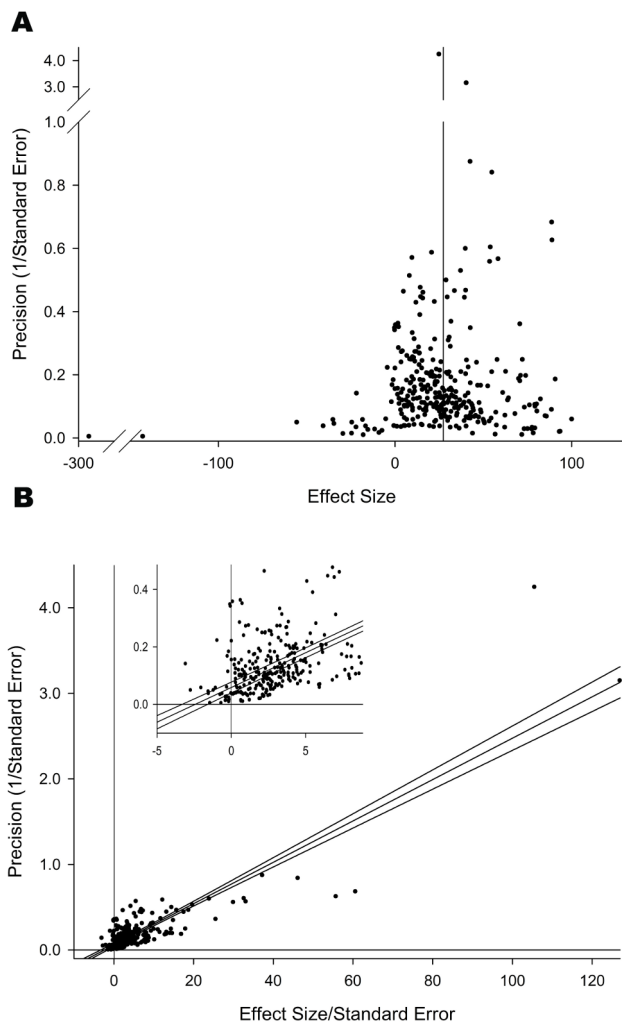 A
4.0
3.0
1.0
0.8
0.6
0.4
0.2
0.0
Precision (1/Standard Error)
-300 -100 0 100
Effect Size
B
0.4
0.2
0.0
-5 0 5
4.0
3.0
2.0
1.0
0.0
Precision (1/Standard Error)
0 20 40 60 80 100 120
Effect Size/Standard Error